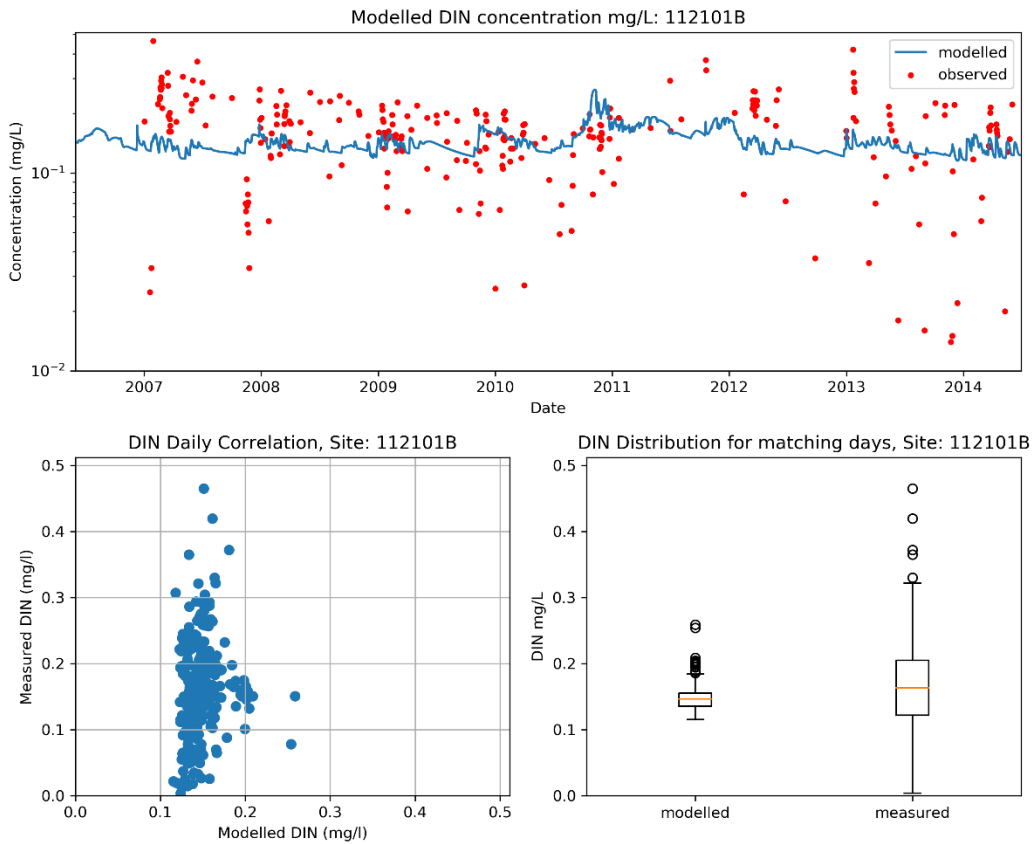 Modelled DIN concentration mg/L: 112101B
modelled
observed
Concentration (mg/L)
10⁻¹
10⁻²
2007 2008 2009 2010 2011 2012 2013 2014
Date
DIN Daily Correlation, Site: 112101B
Measured DIN (mg/l)
0.5
0.4
0.3
0.2
0.1
0.0
0.0 0.1 0.2 0.3 0.4 0.5
Modelled DIN (mg/l)
DIN Distribution for matching days, Site: 112101B
DIN mg/L
0.5
0.4
0.3
0.2
0.1
0.0
modelled measured